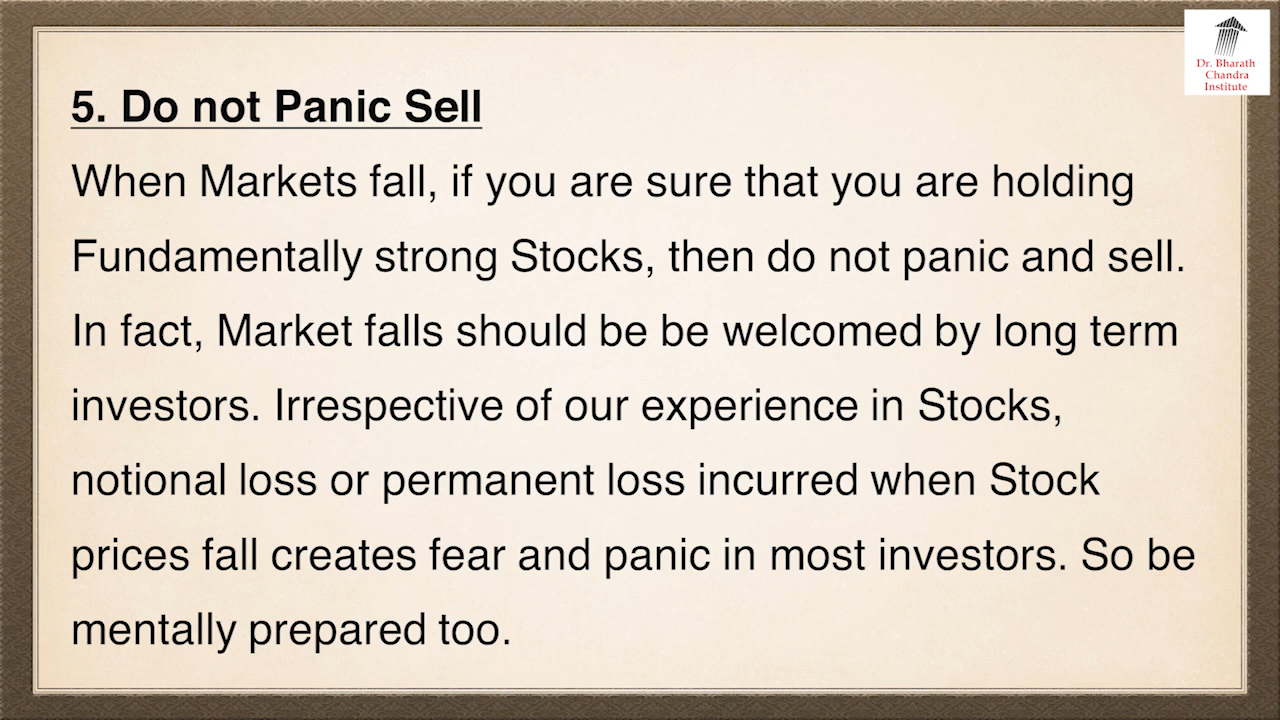 Dr. Bharath
Chandra
Institute
5. Do not Panic Sell
When Markets fall, if you are sure that you are holding
Fundamentally strong Stocks, then do not panic and sell.
In fact, Market falls should be be welcomed by long term
investors. Irrespective of our experience in Stocks,
notional loss or permanent loss incurred when Stock
prices fall creates fear and panic in most investors. So be
mentally prepared too.